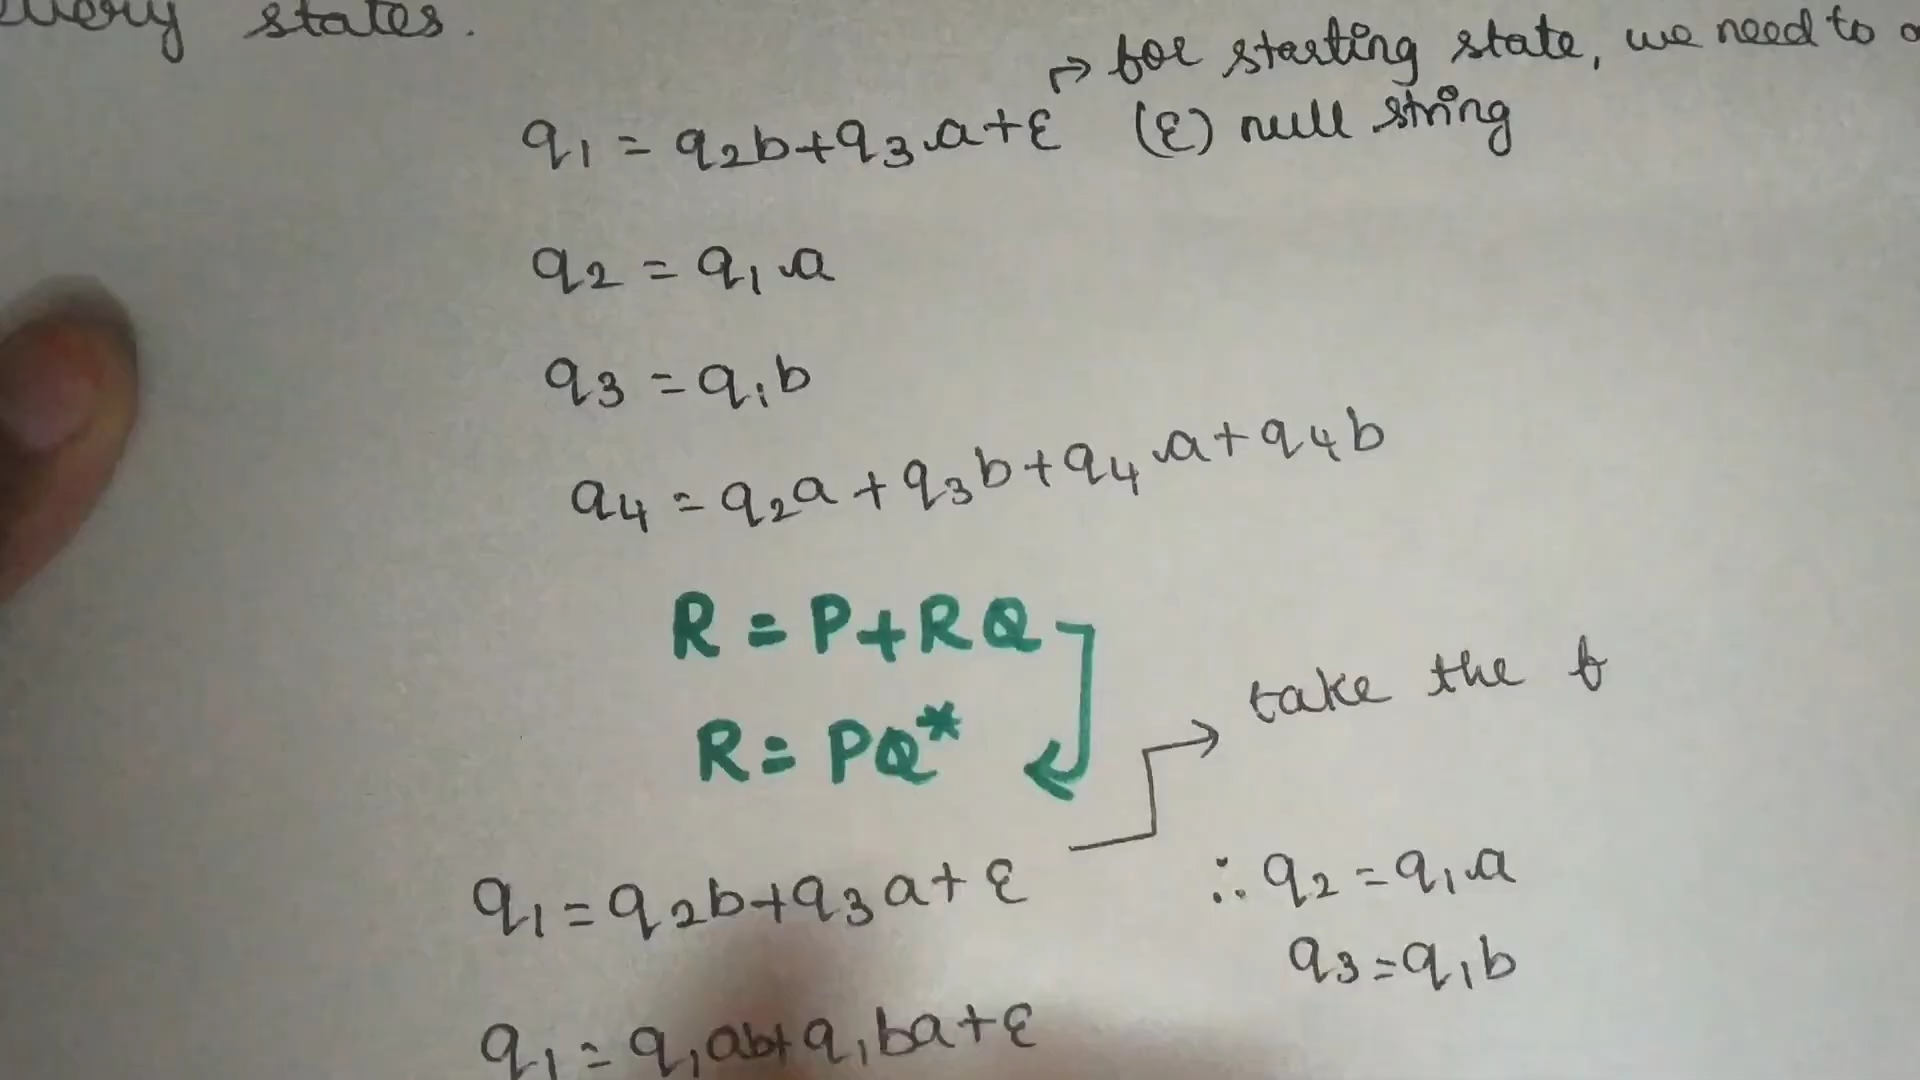 every states.
↱ for starting state, we need to
q1 = q2b+q3a+ε (ε) null string
q2 = q1a
q3 = q1b
q4 = q2a + q3b + q4a + q4b
R = P+RQ
R = PQ*
take the
q1 = q2b+q3a+ε
∴ q2 = q1a
q3 = q1b
q1 = q1ab+q1ba+ε